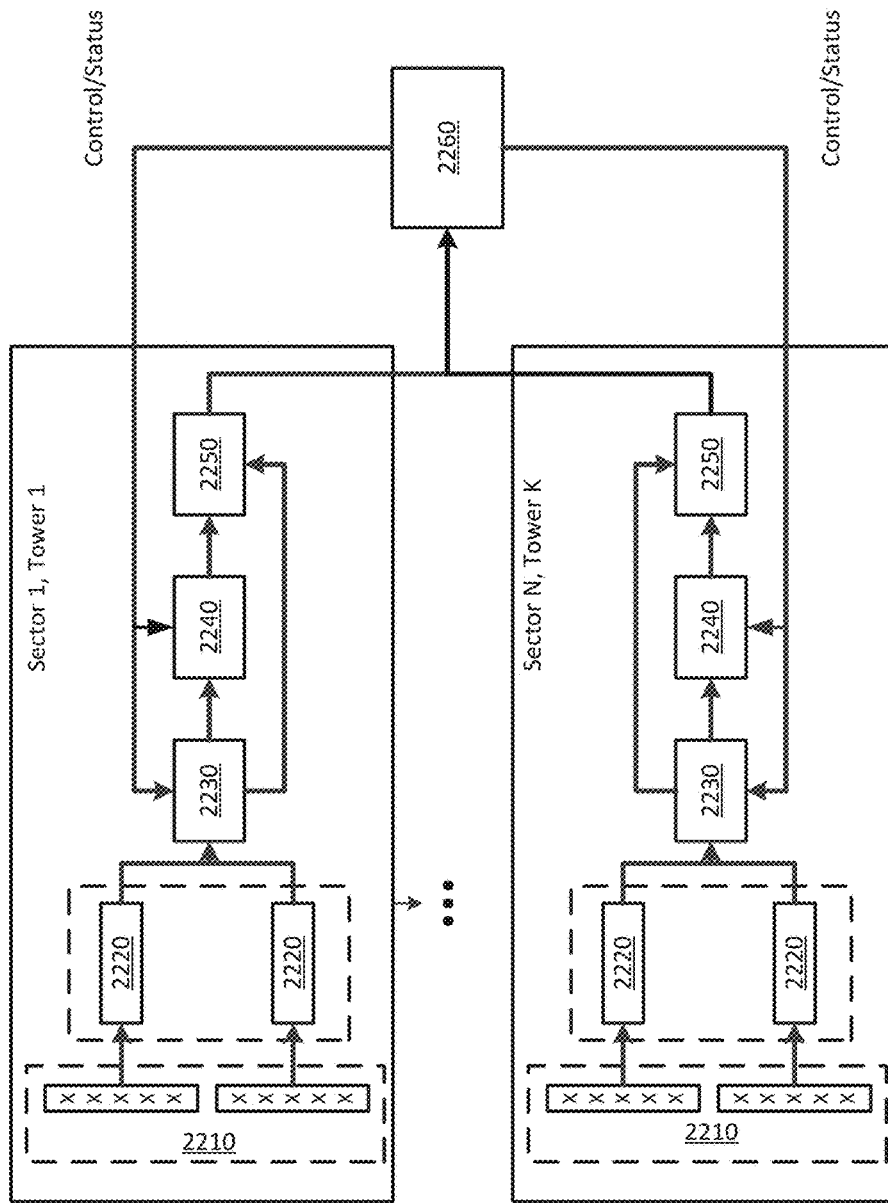 Control/Status
Sector 1, Tower 1
2210
X X X X X
X X X X X
2220
2220
2230
2240
2250
2260
Sector N, Tower K
2210
X X X X X
X X X X X
2220
2220
2230
2240
2250
Control/Status